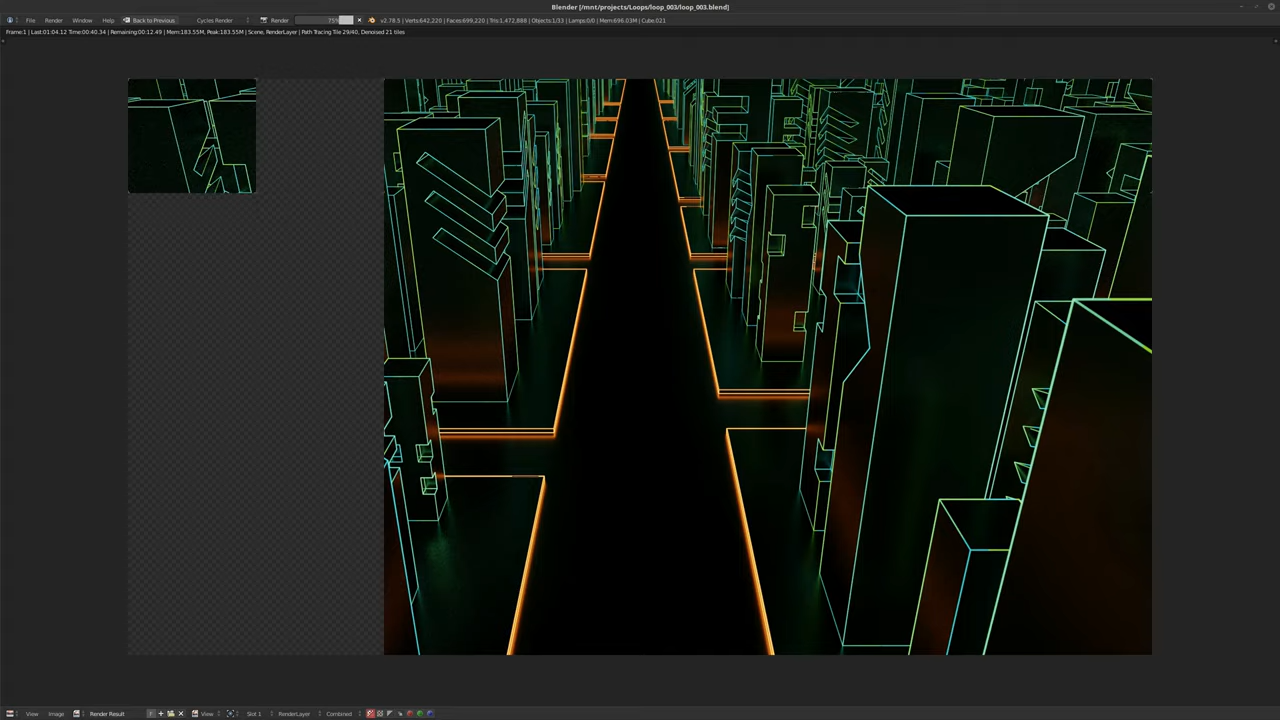 Blender [/mnt/projects/Loops/loop_003/loop_003.blend]
File Render Window Help Back to Previous Cycles Render Render 75% v2.78.5 | Verts:642,220 | Faces:699,220 | Tris:1,472,888 | Objects:1/33 | Lamps:0/0 | Mem:696.03M | Cube.021
Frame:1 | Last:01:04.12 Time:00:40.34 | Remaining:00:12.49 | Mem:183.55M, Peak:183.55M | Scene, RenderLayer | Path Tracing Tile 29/40, Denoised 21 tiles
View Image Render Result F View Slot 1 RenderLayer Combined